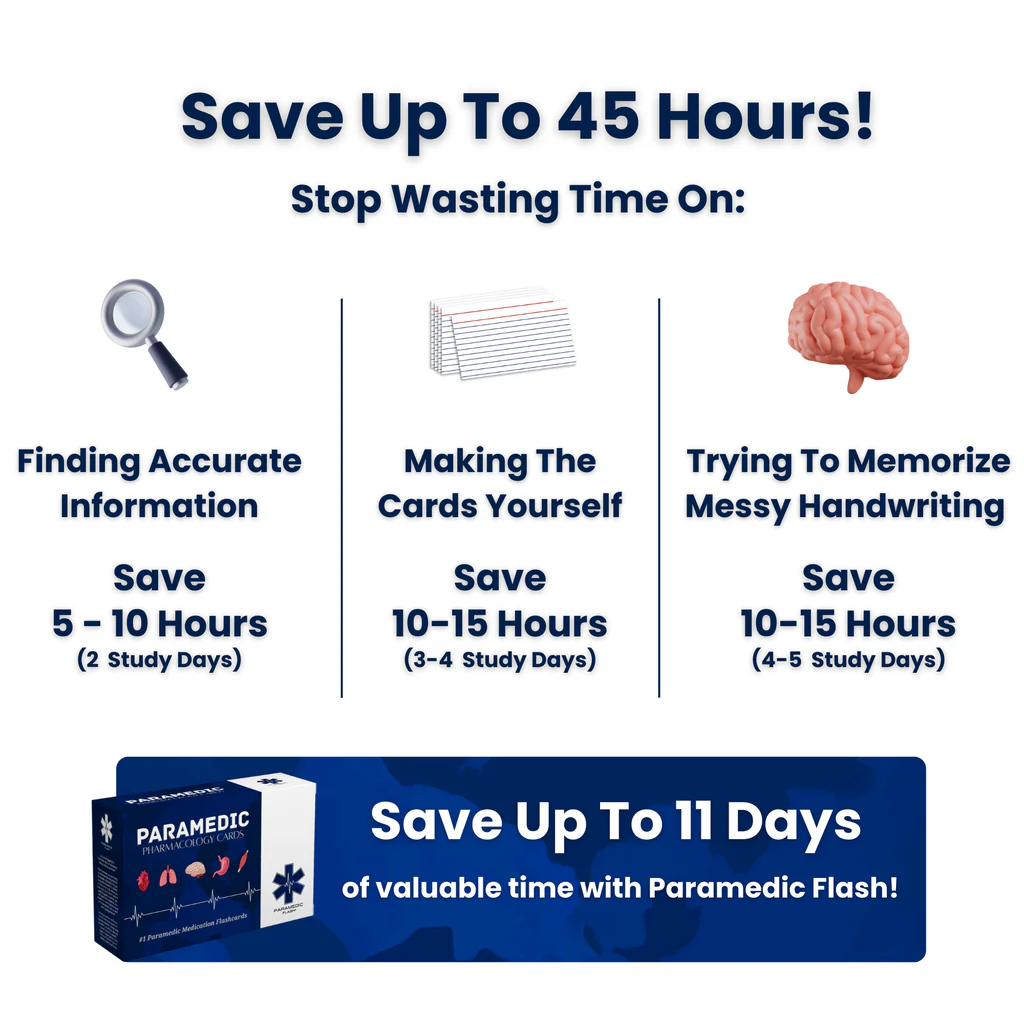 Save Up To 45 Hours!
Stop Wasting Time On:
Finding Accurate
Information
Save
5 - 10 Hours
(2 Study Days)
Making The
Cards Yourself
Save
10-15 Hours
(3-4 Study Days)
Trying To Memorize
Messy Handwriting
Save
10-15 Hours
(4-5 Study Days)
PARAMEDIC
PARAMEDIC
PHARMACOLOGY CARDS
#1 Paramedic Medication Flashcards
PARAMEDIC
FLASH
Save Up To 11 Days
of valuable time with Paramedic Flash!